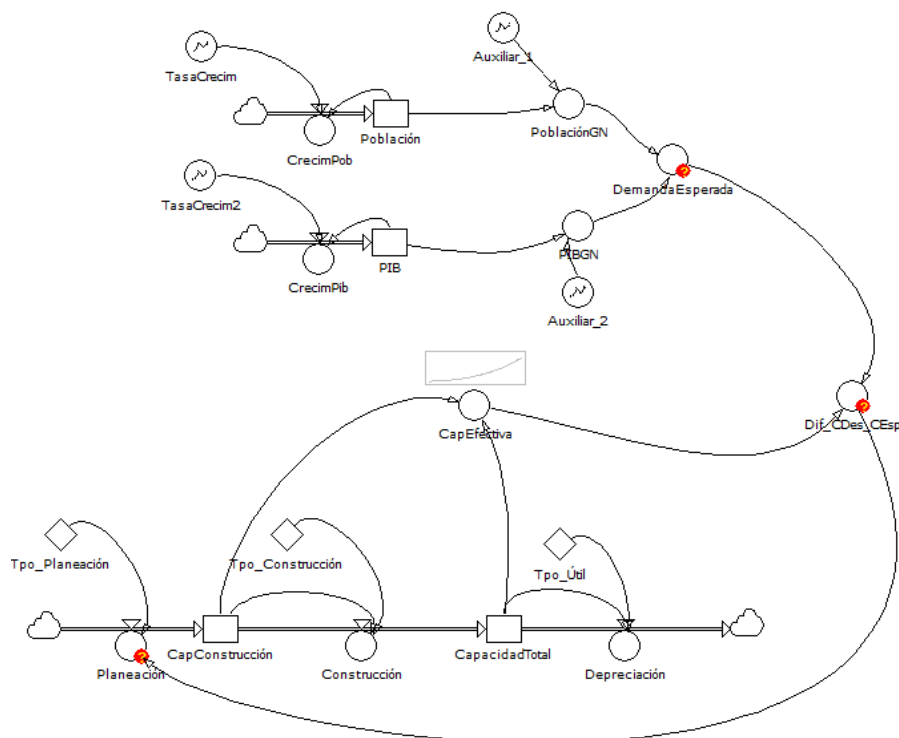 Auxiliar_1
TasaCrecim
PoblaciónGN
Población
CrecimPob
TasaCrecim2
DemandaEsperada
PIBGN
PIB
CrecimPib
Auxiliar_2
CapEfectiva
Dif_CDes_CEsp
Tpo_Planeación
Tpo_Construcción
Tpo_Útil
Planeación
CapConstrucción
Construcción
CapacidadTotal
Depreciación
?
?
?